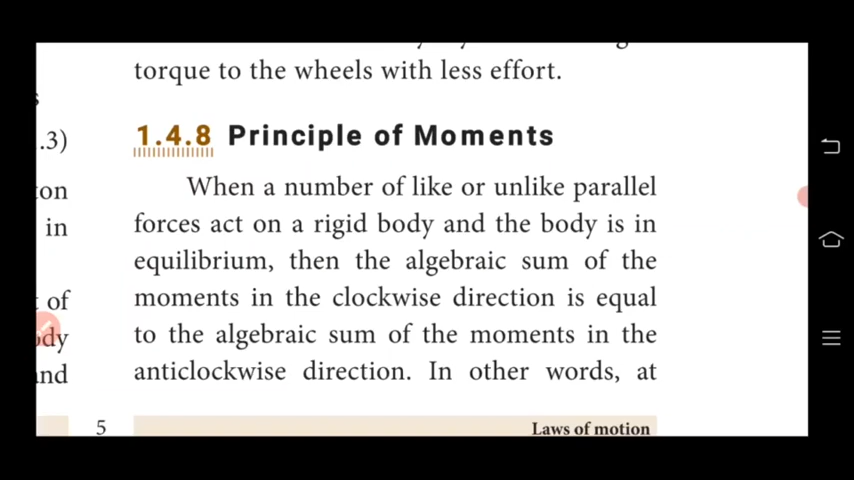 torque to the wheels with less effort.
.3)
in
of
1.4.8 Principle of Moments
When a number of like or unlike parallel
forces act on a rigid body and the body is in
equilibrium, then the algebraic sum of the
moments in the clockwise direction is equal
to the algebraic sum of the moments in the
anticlockwise direction. In other words, at
5
Laws of motion